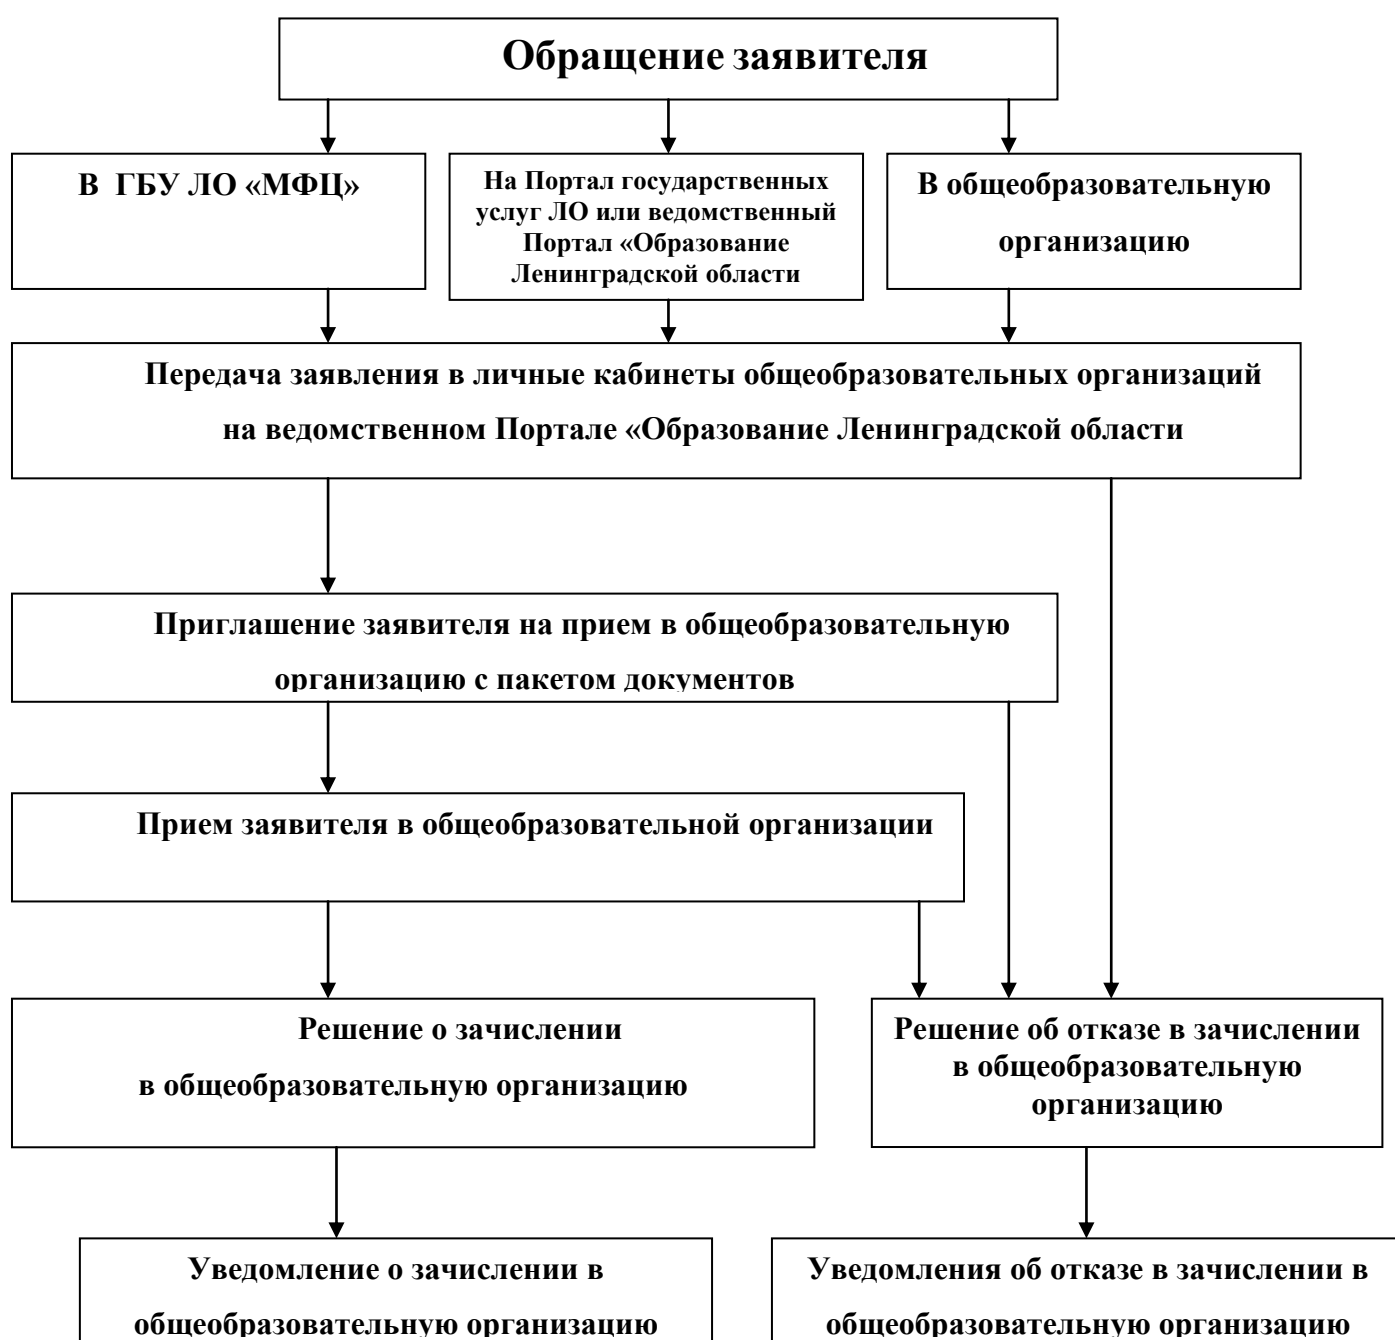 Обращение заявителя
В ГБУ ЛО «МФЦ»
На Портал государственных
услуг ЛО или ведомственный
Портал «Образование
Ленинградской области
В общеобразовательную
организацию
Передача заявления в личные кабинеты общеобразовательных организаций
на ведомственном Портале «Образование Ленинградской области
Приглашение заявителя на прием в общеобразовательную
организацию с пакетом документов
Прием заявителя в общеобразовательной организации
Решение о зачислении
в общеобразовательную организацию
Решение об отказе в зачислении
в общеобразовательную
организацию
Уведомление о зачислении в
общеобразовательную организацию
Уведомления об отказе в зачислении в
общеобразовательную организацию